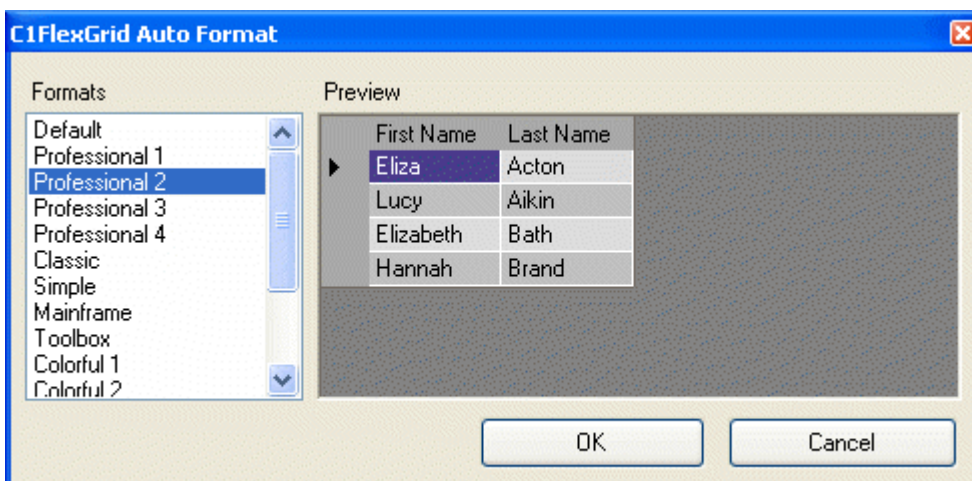 C1FlexGrid Auto Format
Formats
Preview
Default
Professional 1
Professional 2
Professional 3
Professional 4
Classic
Simple
Mainframe
Toolbox
Colorful 1
Colorful 2
First Name Last Name
Eliza Acton
Lucy Aikin
Elizabeth Bath
Hannah Brand
OK
Cancel